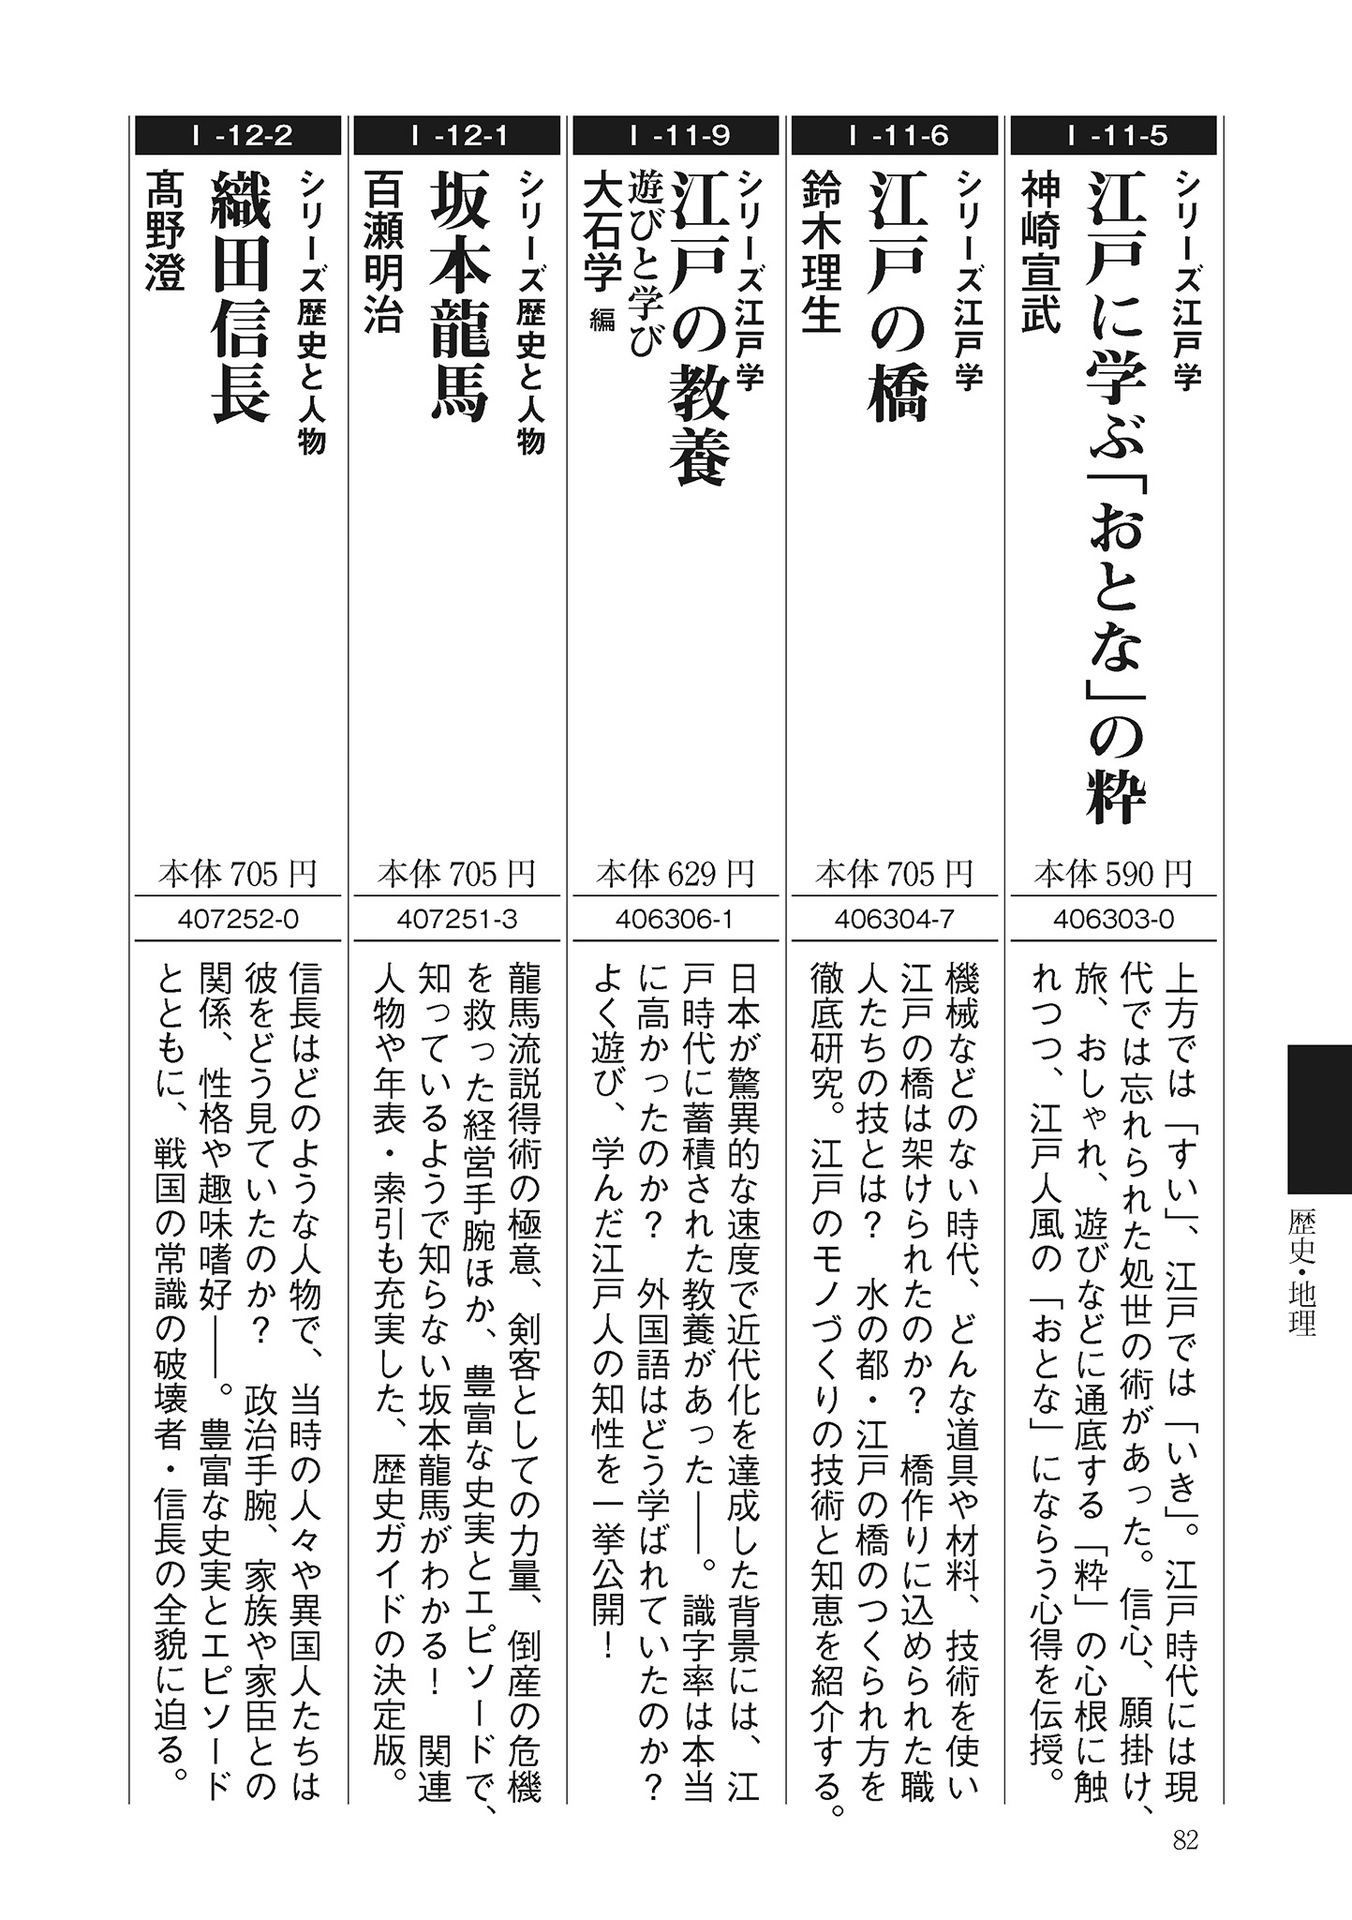 I-11-5
シリーズ江戸学
江戸に学ぶ「おとな」の粋
神崎宣武
本体 590 円
406303-0
上方では「すい」、江戸では「いき」。江戸時代には現
代では忘れられた処世の術があった。信心、願掛け、
旅、おしゃれ、遊びなどに通底する「粋」の心根に触
れつつ、江戸人風の「おとな」にならう心得を伝授。
I-11-6
シリーズ江戸学
江戸の橋
鈴木理生
本体 705 円
406304-7
機械などのない時代、どんな道具や材料、技術を使い
江戸の橋は架けられたのか？　橋作りに込められた職
人たちの技とは？　水の都・江戸の橋のつくられ方を
徹底研究。江戸のモノづくりの技術と知恵を紹介する。
I-11-9
シリーズ江戸学
江戸の教養
遊びと学び
大石学 編
本体 629 円
406306-1
日本が驚異的な速度で近代化を達成した背景には、江
戸時代に蓄積された教養があった――。識字率は本当
に高かったのか？　外国語はどう学ばれていたのか？
よく遊び、学んだ江戸人の知性を一挙公開！
I-12-1
シリーズ歴史と人物
坂本龍馬
百瀬明治
本体 705 円
407251-3
龍馬流説得術の極意、剣客としての力量、倒産の危機
を救った経営手腕ほか、豊富な史実とエピソードで、
知っているようで知らない坂本龍馬がわかる！　関連
人物や年表・索引も充実した、歴史ガイドの決定版。
I-12-2
シリーズ歴史と人物
織田信長
髙野澄
本体 705 円
407252-0
信長はどのような人物で、当時の人々や異国人たちは
彼をどう見ていたのか？　政治手腕、家族や家臣との
関係、性格や趣味嗜好――。豊富な史実とエピソード
とともに、戦国の常識の破壊者・信長の全貌に迫る。
歴史・地理
82